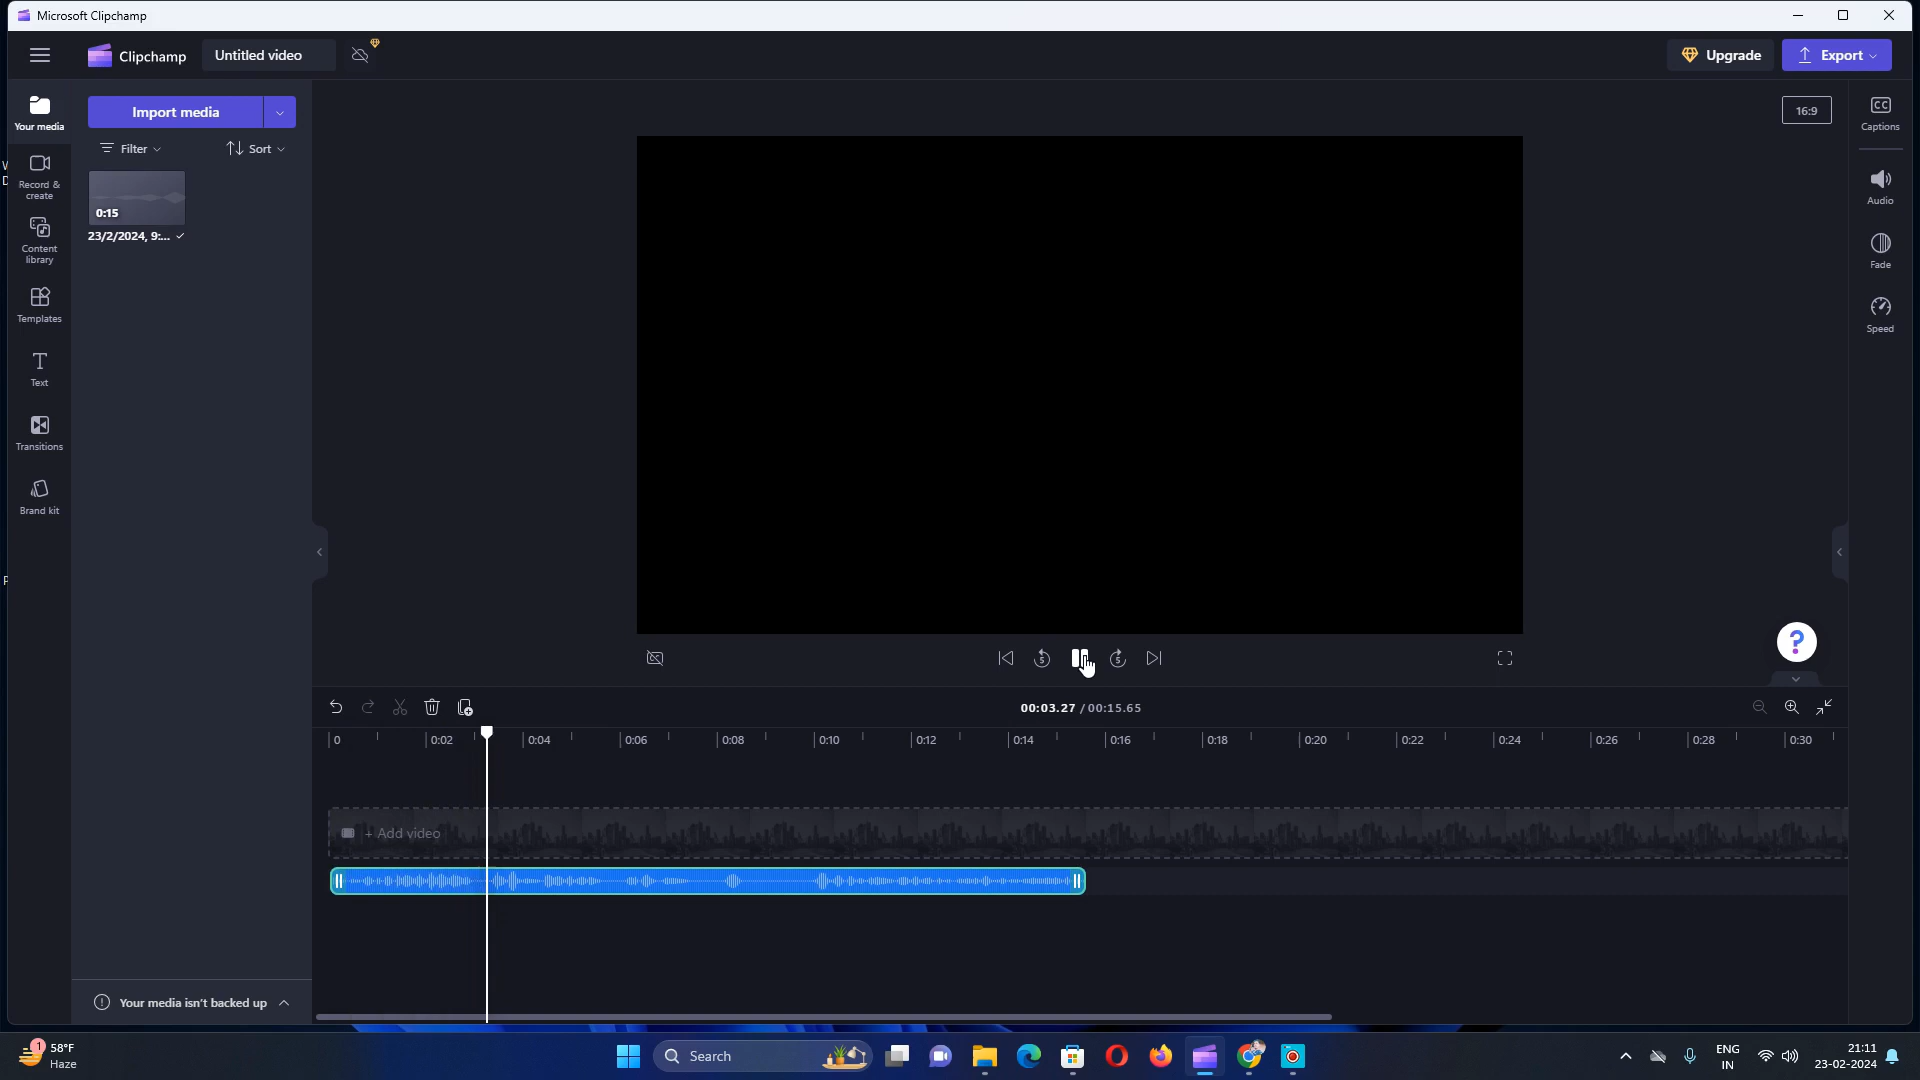 Microsoft Clipchamp
Clipchamp
Untitled video
Upgrade
Export
Your media
Import media
16:9
Captions
Filter
Sort
Record &
create
0:15
23/2/2024, 9:...
Audio
Content
library
Fade
Templates
Speed
Text
Transitions
Brand kit
5
5
?
00:03.27 / 00:15.65
0
0:02
0:04
0:06
0:08
0:10
0:12
0:14
0:16
0:18
0:20
0:22
0:24
0:26
0:28
0:30
+ Add video
Your media isn't backed up
1
58°F
Haze
Search
ENG
IN
21:11
23-02-2024